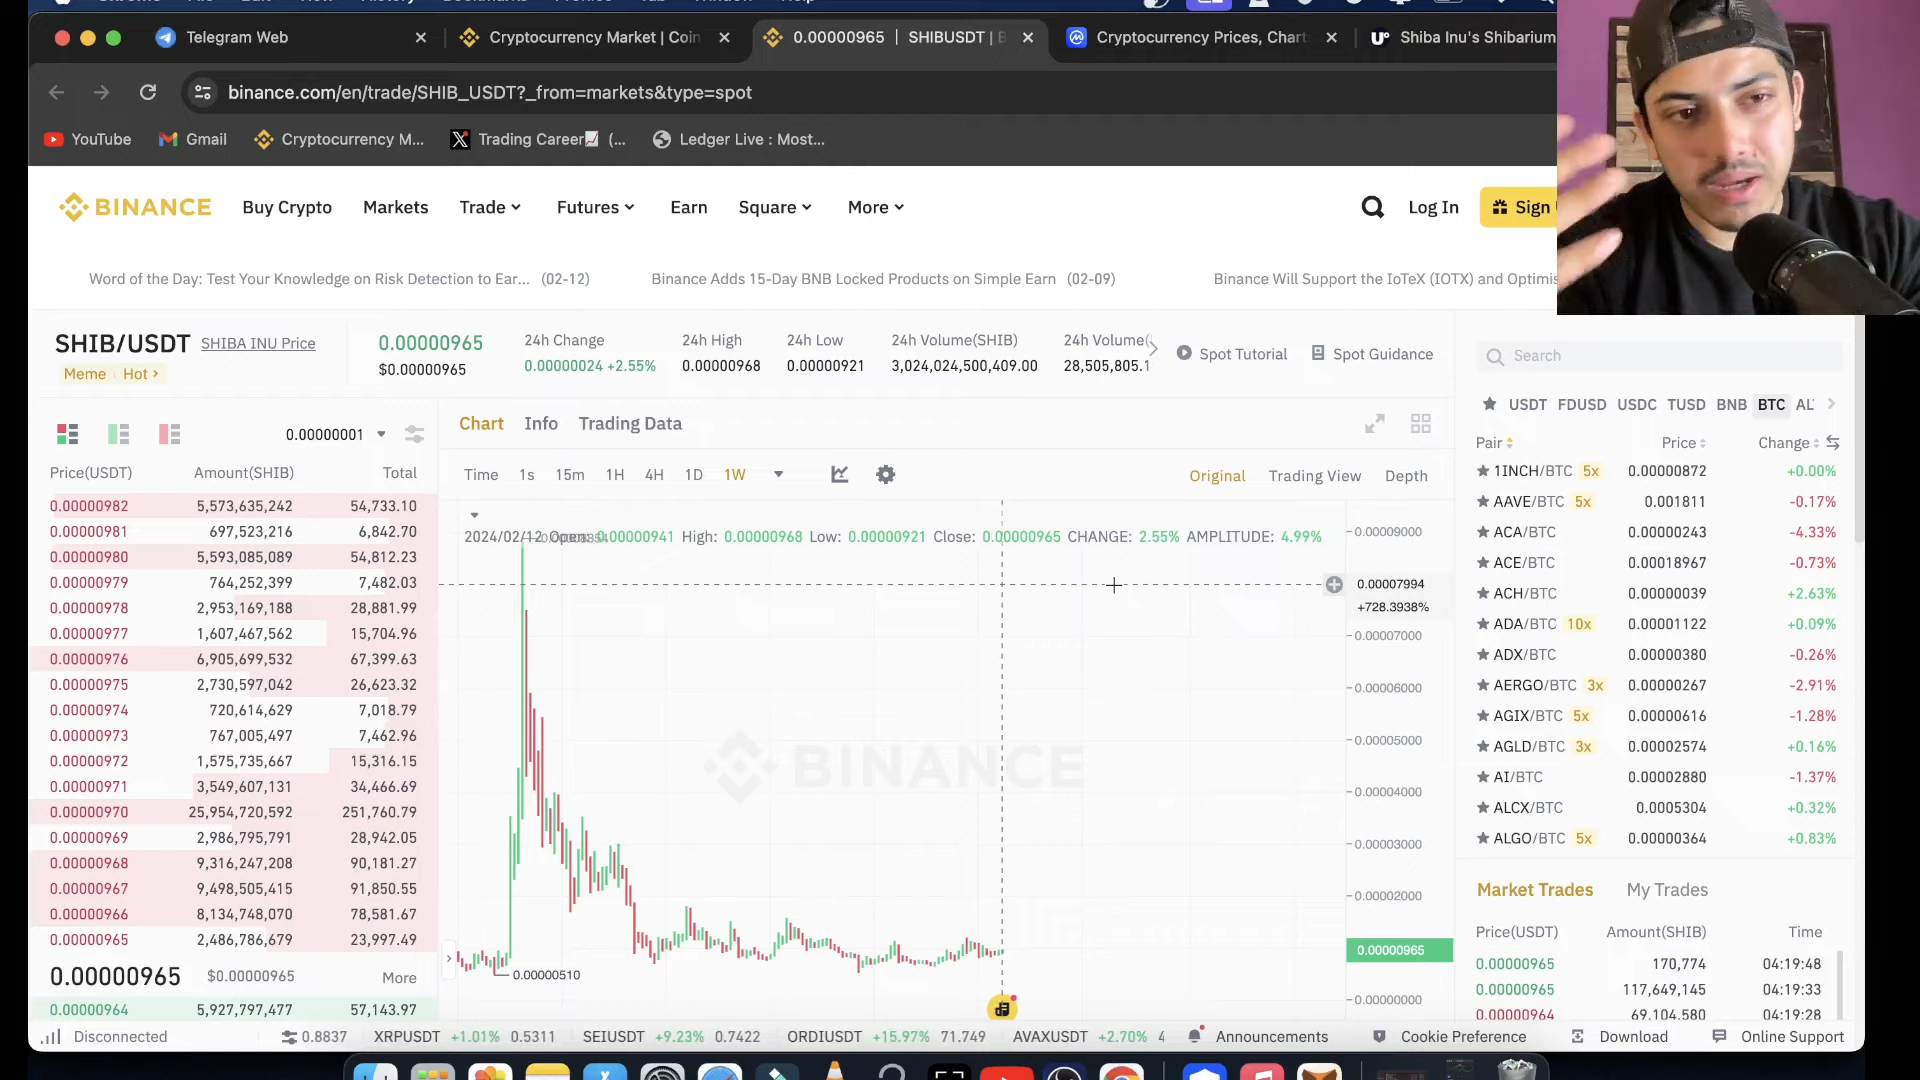 Telegram Web
Cryptocurrency Market | Coin
0.00000965 | SHIBUSDT | B
Cryptocurrency Prices, Chart
Shiba Inu's Shibarium
binance.com/en/trade/SHIB_USDT?_from=markets&type=spot
YouTube
Gmail
Cryptocurrency M...
Trading Career📈 (...
Ledger Live : Most...
BINANCE
Buy Crypto
Markets
Trade
Futures
Earn
Square
More
Log In
Sign
Word of the Day: Test Your Knowledge on Risk Detection to Ear... (02-12)
Binance Adds 15-Day BNB Locked Products on Simple Earn (02-09)
Binance Will Support the IoTeX (IOTX) and Optimis
SHIB/USDT
SHIBA INU Price
Meme
Hot
0.00000965
$0.00000965
24h Change
0.00000024 +2.55%
24h High
0.00000968
24h Low
0.00000921
24h Volume(SHIB)
3,024,024,500,409.00
24h Volume(
28,505,805.1
Spot Tutorial
Spot Guidance
0.00000001
Price(USDT) Amount(SHIB) Total
0.00000982 5,573,635,242 54,733.10
0.00000981 697,523,216 6,842.70
0.00000980 5,593,085,089 54,812.23
0.00000979 764,252,399 7,482.03
0.00000978 2,953,169,188 28,881.99
0.00000977 1,607,467,562 15,704.96
0.00000976 6,905,699,532 67,399.63
0.00000975 2,730,597,042 26,623.32
0.00000974 720,614,629 7,018.79
0.00000973 767,005,497 7,462.96
0.00000972 1,575,735,667 15,316.15
0.00000971 3,549,607,131 34,466.69
0.00000970 25,954,720,592 251,760.79
0.00000969 2,986,795,791 28,942.05
0.00000968 9,316,247,208 90,181.27
0.00000967 9,498,505,415 91,850.55
0.00000966 8,134,748,070 78,581.67
0.00000965 2,486,786,679 23,997.49
0.00000965 $0.00000965 More
0.00000964 5,927,797,477 57,143.97
Chart Info Trading Data
Time 1s 15m 1H 4H 1D 1W
Original Trading View Depth
2024/02/12 Open: 0.00000941 High: 0.00000968 Low: 0.00000921 Close: 0.00000965 CHANGE: 2.55% AMPLITUDE: 4.99%
0.00009000
0.00007994
+728.3938%
0.00007000
0.00006000
0.00005000
0.00004000
0.00003000
0.00002000
0.00000965
0.00000000
BINANCE
0.00000510
Search
USDT FDUSD USDC TUSD BNB BTC AL
Pair Price Change
1INCH/BTC 5x 0.00000872 +0.00%
AAVE/BTC 5x 0.001811 -0.17%
ACA/BTC 0.00000243 -4.33%
ACE/BTC 0.00018967 -0.73%
ACH/BTC 0.00000039 +2.63%
ADA/BTC 10x 0.00001122 +0.09%
ADX/BTC 0.00000380 -0.26%
AERGO/BTC 3x 0.00000267 -2.91%
AGIX/BTC 5x 0.00000616 -1.28%
AGLD/BTC 3x 0.00002574 +0.16%
AI/BTC 0.00002880 -1.37%
ALCX/BTC 0.0005304 +0.32%
ALGO/BTC 5x 0.00000364 +0.83%
Market Trades My Trades
Price(USDT) Amount(SHIB) Time
0.00000965 170,774 04:19:48
0.00000965 117,649,145 04:19:33
0.00000964 69,104,580 04:19:28
Disconnected
0.8837
XRPUSDT +1.01% 0.5311
SEIUSDT +9.23% 0.7422
ORDIUSDT +15.97% 71.749
AVAXUSDT +2.70% 4
Announcements
Cookie Preference
Download
Online Support